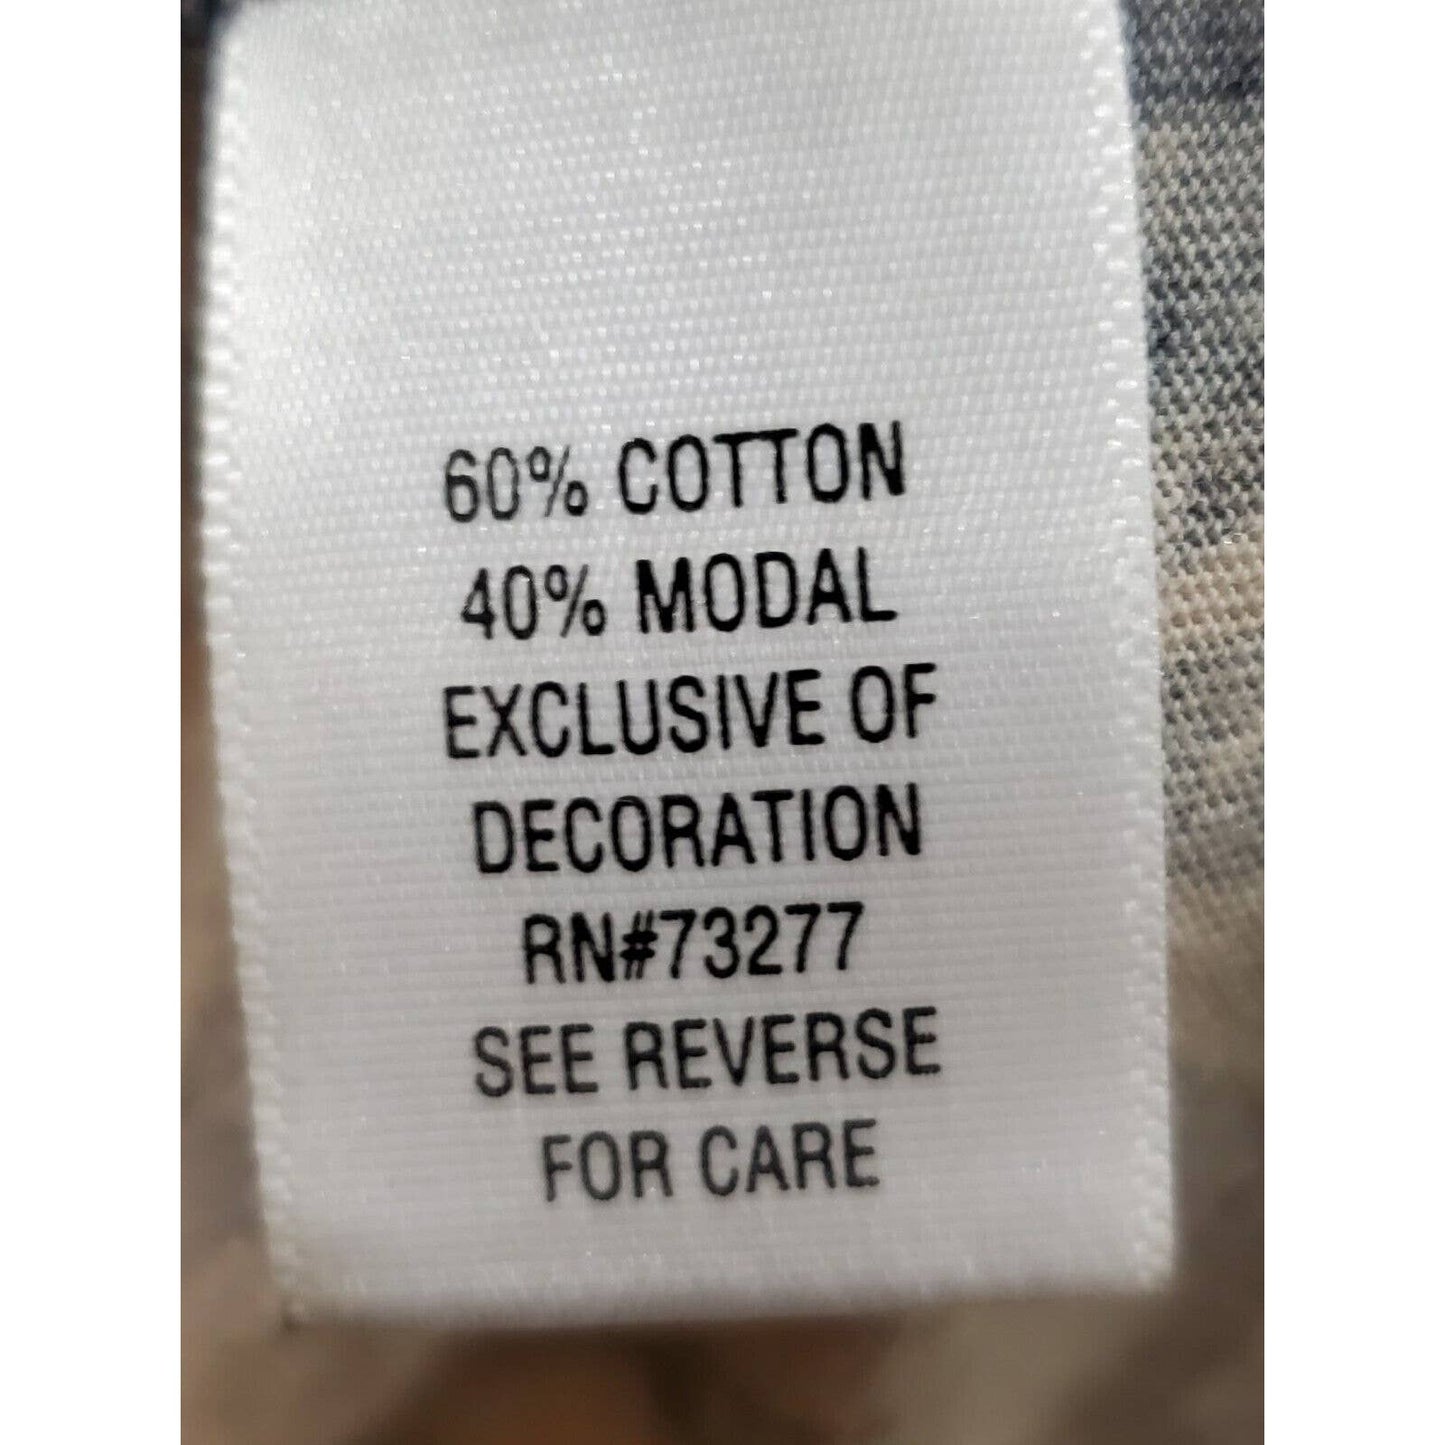 60% COTTON
40% MODAL
EXCLUSIVE OF
DECORATION
RN#73277
SEE REVERSE
FOR CARE